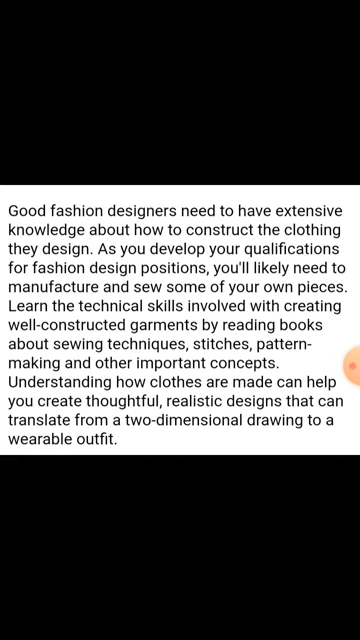 Good fashion designers need to have extensive
knowledge about how to construct the clothing
they design. As you develop your qualifications
for fashion design positions, you'll likely need to
manufacture and sew some of your own pieces.
Learn the technical skills involved with creating
well-constructed garments by reading books
about sewing techniques, stitches, pattern-
making and other important concepts.
Understanding how clothes are made can help
you create thoughtful, realistic designs that can
translate from a two-dimensional drawing to a
wearable outfit.